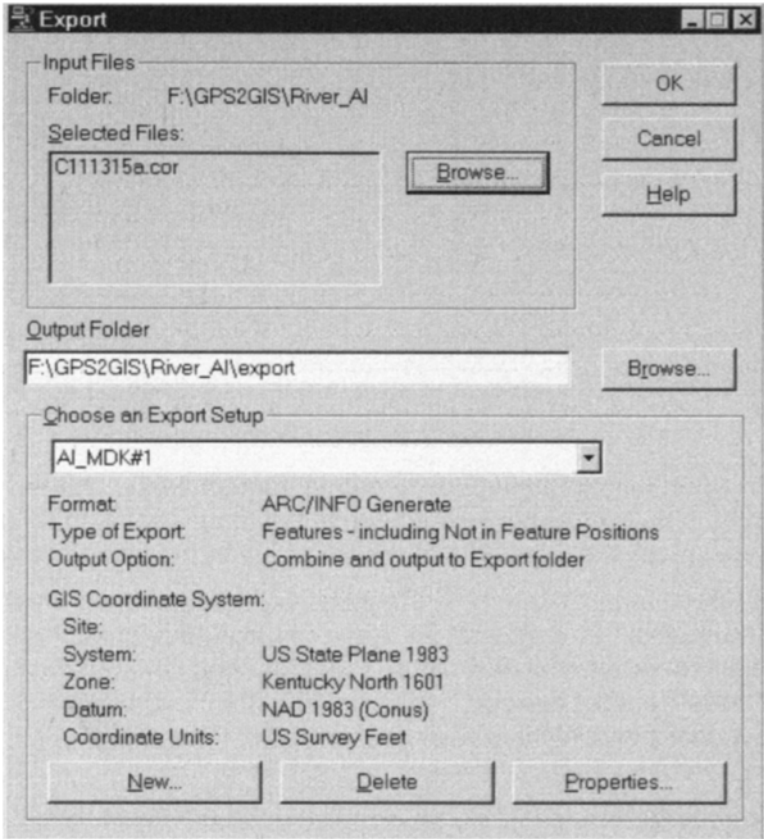 Export
Input Files
Folder: F:\GPS2GIS\River_AI
Selected Files:
C111315a.cor
Browse...
OK
Cancel
Help
Output Folder
F:\GPS2GIS\River_AI\export
Browse...
Choose an Export Setup
AI_MDK#1
Format: ARC/INFO Generate
Type of Export: Features - including Not in Feature Positions
Output Option: Combine and output to Export folder
GIS Coordinate System:
Site:
System: US State Plane 1983
Zone: Kentucky North 1601
Datum: NAD 1983 (Conus)
Coordinate Units: US Survey Feet
New...
Delete
Properties...